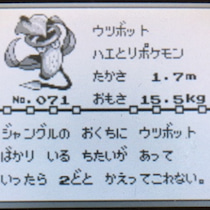 ウツボット
ハエとりポケモン
たかさ 1.7m
No.071 おもさ 15.5kg
ジャングルの おくちに ウツボット
ばかり いる ちたいが あって
いったら 2どと かえってこれない。